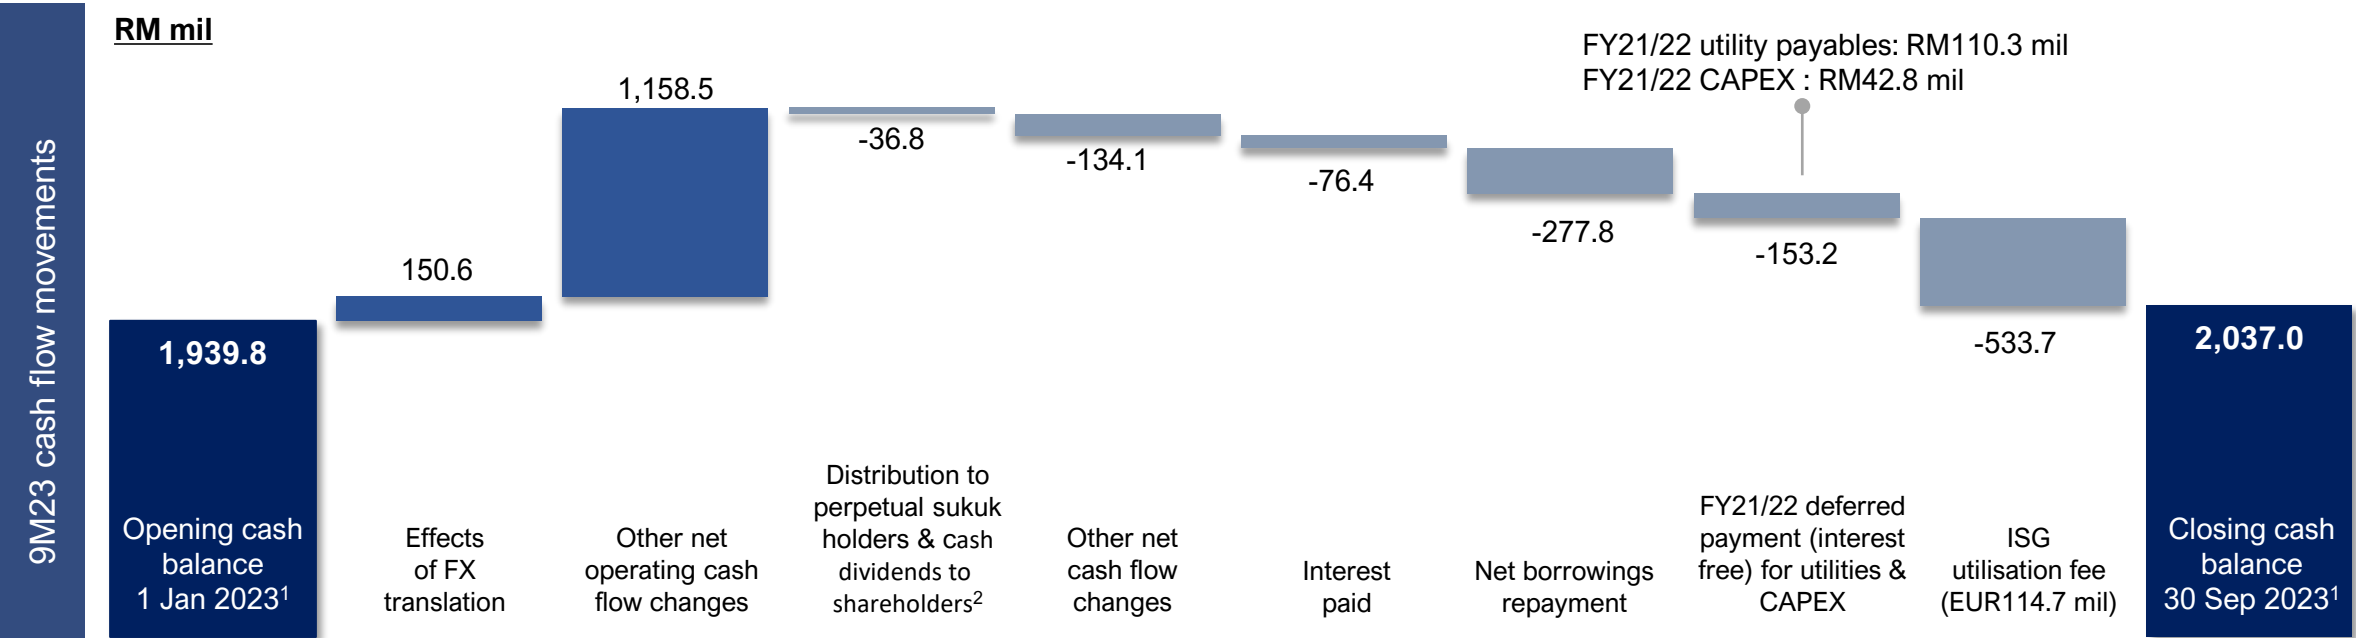 9M23 cash flow movements
RM mil
FY21/22 utility payables: RM110.3 mil
FY21/22 CAPEX : RM42.8 mil
1,939.8
150.6
1,158.5
-36.8
-134.1
-76.4
-277.8
-153.2
-533.7
2,037.0
Opening cash
balance
1 Jan 2023¹
Effects
of FX
translation
Other net
operating cash
flow changes
Distribution to
perpetual sukuk
holders & cash
dividends to
shareholders²
Other net
cash flow
changes
Interest
paid
Net borrowings
repayment
FY21/22 deferred
payment (interest
free) for utilities &
CAPEX
ISG
utilisation fee
(EUR114.7 mil)
Closing cash
balance
30 Sep 2023¹